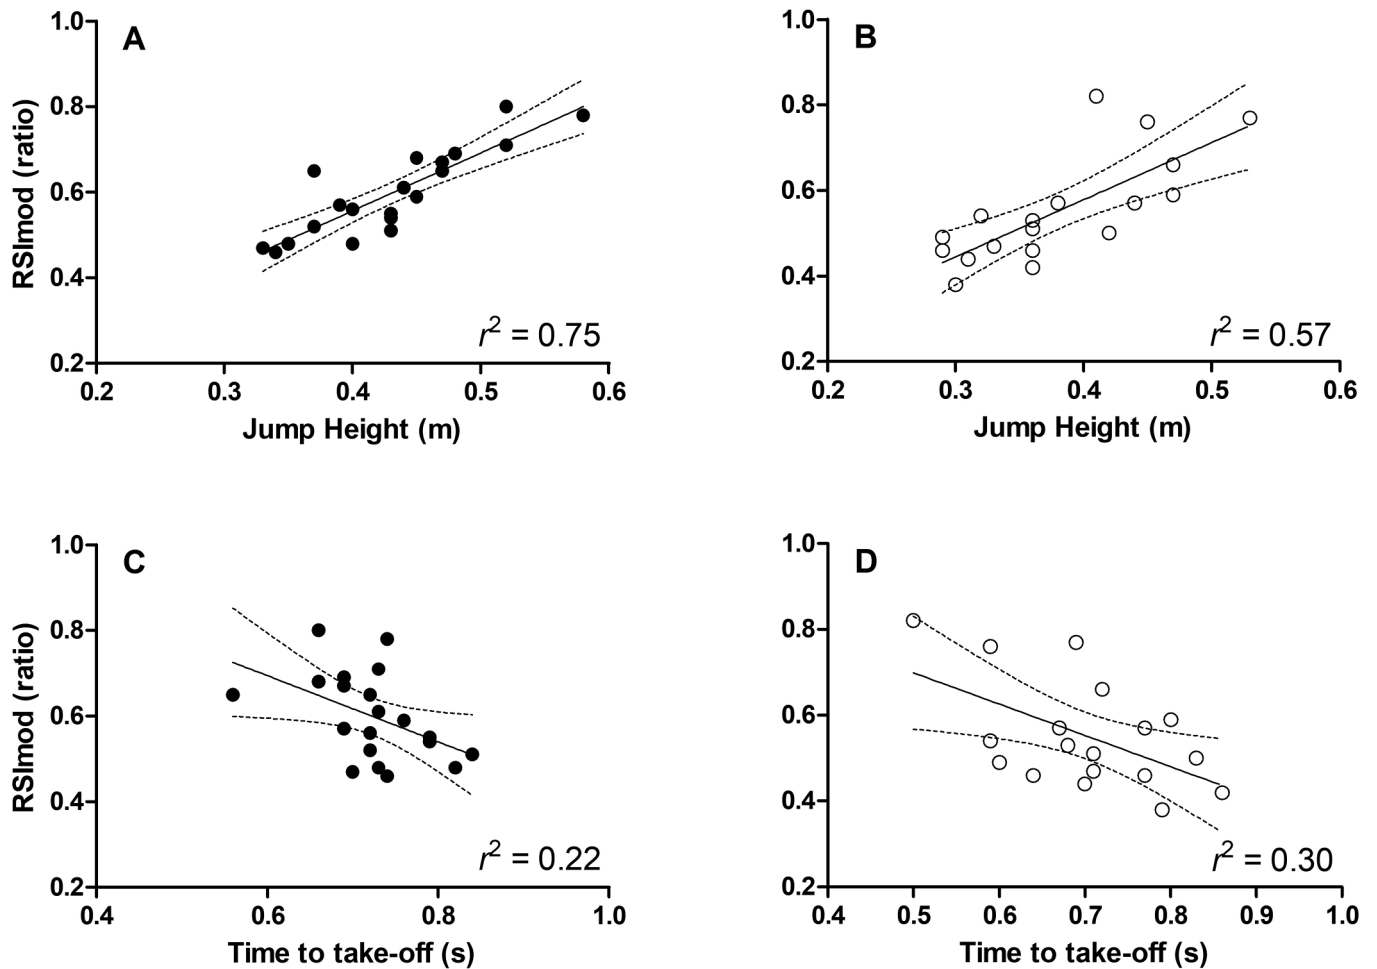 A
RSImod (ratio)
1.0
0.8
0.6
0.4
0.2
r² = 0.75
0.2 0.3 0.4 0.5 0.6
Jump Height (m)
B
1.0
0.8
0.6
0.4
0.2
r² = 0.57
0.2 0.3 0.4 0.5 0.6
Jump Height (m)
C
RSImod (ratio)
1.0
0.8
0.6
0.4
0.2
r² = 0.22
0.4 0.6 0.8 1.0
Time to take-off (s)
D
1.0
0.8
0.6
0.4
0.2
r² = 0.30
0.4 0.5 0.6 0.7 0.8 0.9 1.0
Time to take-off (s)